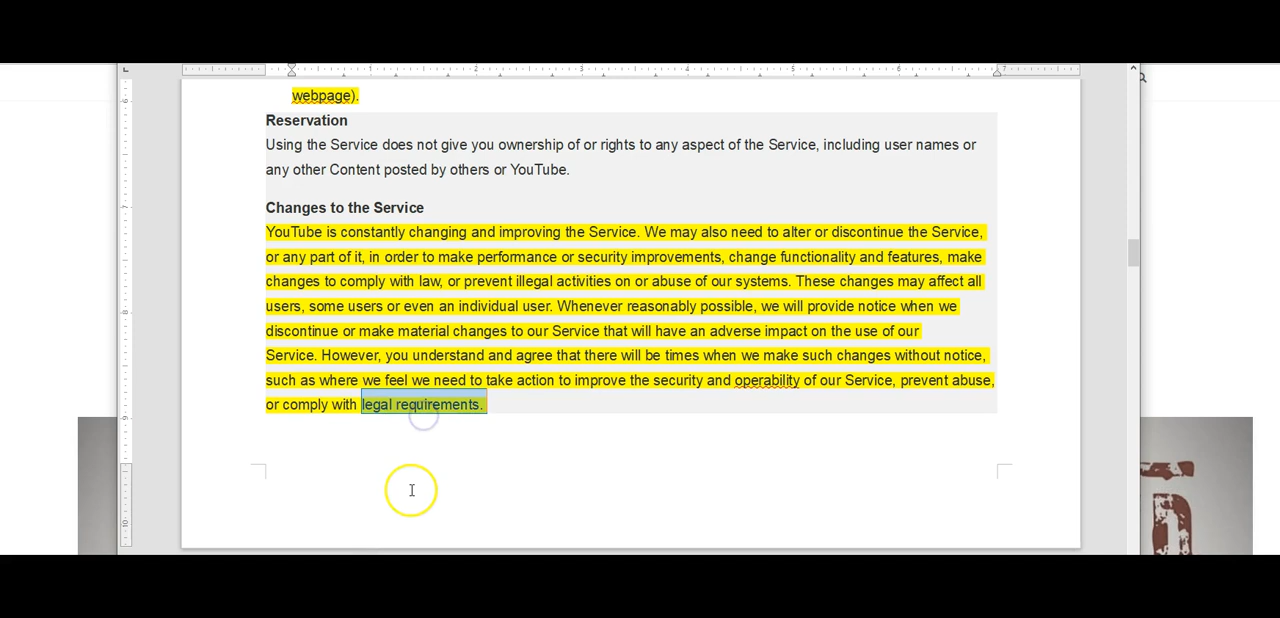 webpage).
Reservation
Using the Service does not give you ownership of or rights to any aspect of the Service, including user names or
any other Content posted by others or YouTube.
Changes to the Service
YouTube is constantly changing and improving the Service. We may also need to alter or discontinue the Service,
or any part of it, in order to make performance or security improvements, change functionality and features, make
changes to comply with law, or prevent illegal activities on or abuse of our systems. These changes may affect all
users, some users or even an individual user. Whenever reasonably possible, we will provide notice when we
discontinue or make material changes to our Service that will have an adverse impact on the use of our
Service. However, you understand and agree that there will be times when we make such changes without notice,
such as where we feel we need to take action to improve the security and operability of our Service, prevent abuse,
or comply with legal requirements.